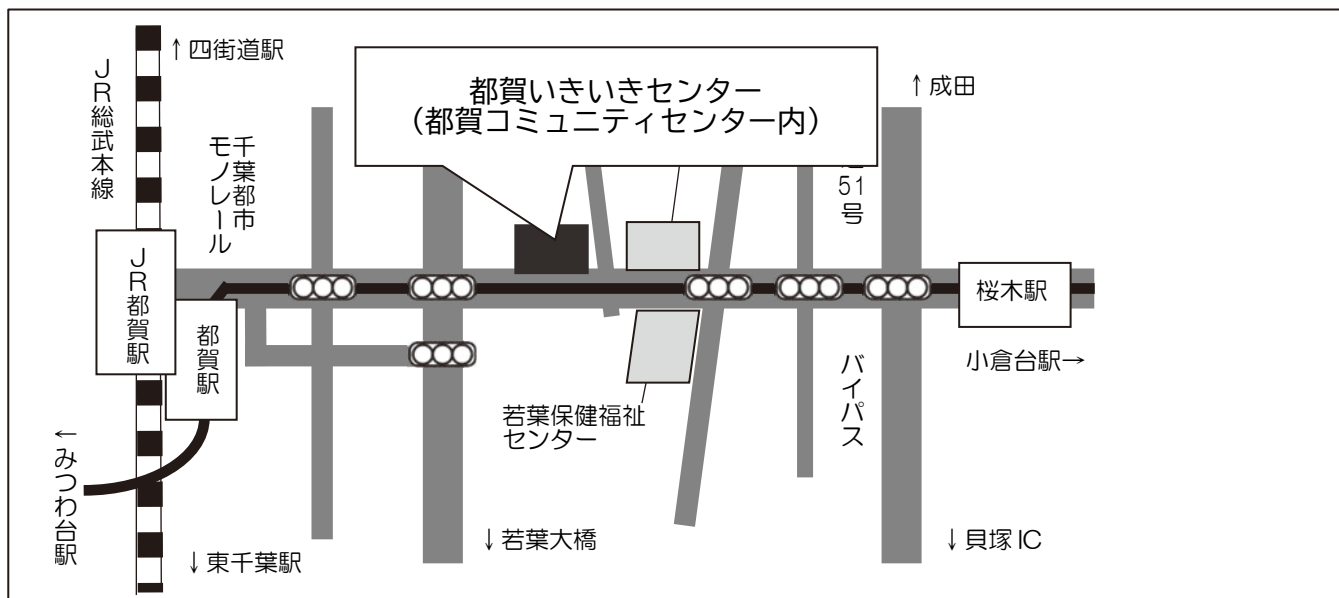 ↑四街道駅
JR総武本線
千葉都市
モノレール
都賀いきいきセンター
(都賀コミュニティセンター内)
↑成田
51号
JR都賀駅
都賀駅
桜木駅
小倉台駅→
バイパス
若葉保健福祉
センター
←みつわ台駅
↓東千葉駅
↓若葉大橋
↓貝塚IC